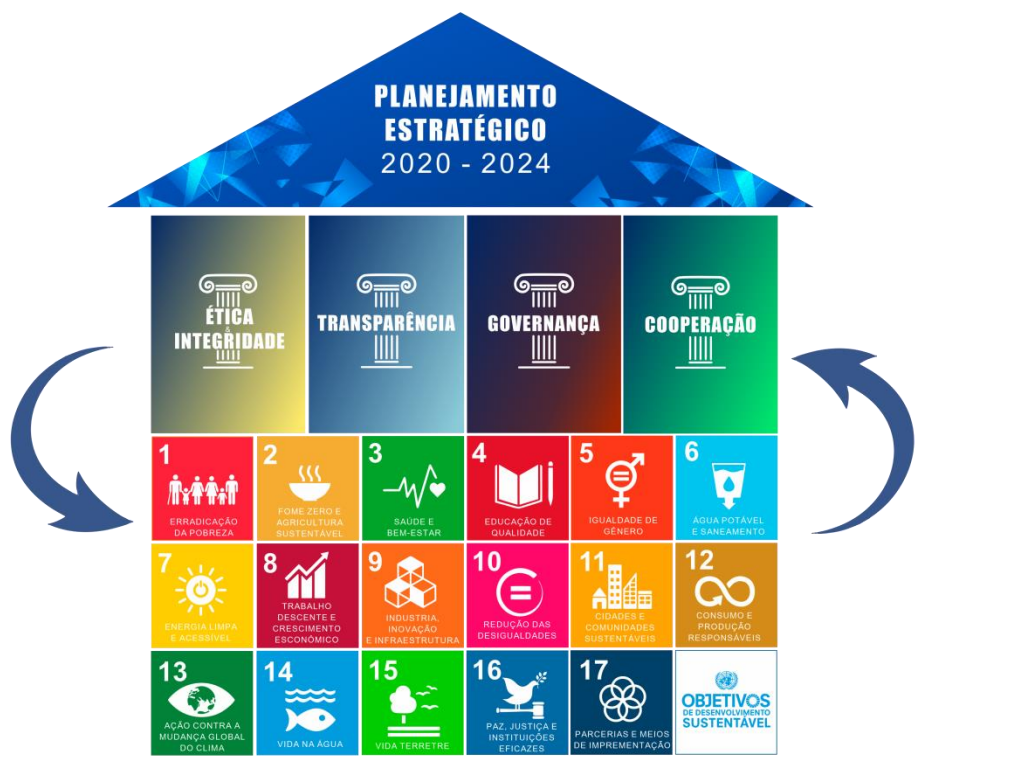 PLANEJAMENTO
ESTRATÉGICO
2020 - 2024
ÉTICA
&
INTEGRIDADE
TRANSPARÊNCIA
GOVERNANÇA
COOPERAÇÃO
1
ERRADICAÇÃO
DA POBREZA
2
FOME ZERO E
AGRICULTURA
SUSTENTÁVEL
3
SAÚDE E
BEM-ESTAR
4
EDUCAÇÃO DE
QUALIDADE
5
IGUALDADE DE
GÊNERO
6
ÁGUA POTÁVEL
E SANEAMENTO
7
ENERGIA LIMPA
E ACESSÍVEL
8
TRABALHO
DESCENTE E
CRESCIMENTO
ESCONÔMICO
9
INDUSTRIA,
INOVAÇÃO
E INFRAESTRUTURA
10
REDUÇÃO DAS
DESIGUALDADES
11
CIDADES E
COMUNIDADES
SUSTENTÁVEIS
12
CONSUMO E
PRODUÇÃO
RESPONSÁVEIS
13
AÇÃO CONTRA A
MUDANÇA GLOBAL
DO CLIMA
14
VIDA NA ÁGUA
15
VIDA TERRETRE
16
PAZ, JUSTIÇA E
INSTITUIÇÕES
EFICAZES
17
PARCERIAS E MEIOS
DE IMPREMENTAÇÃO
OBJETIVOS
DE DESENVOLVIMENTO
SUSTENTÁVEL